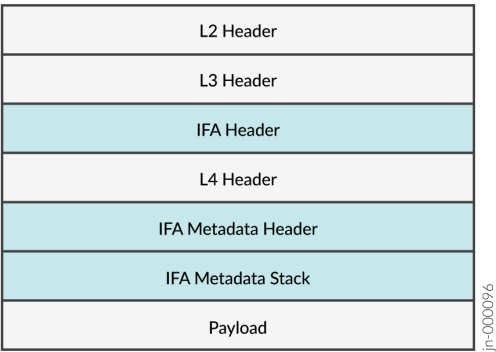 L2 Header
L3 Header
IFA Header
L4 Header
IFA Metadata Header
IFA Metadata Stack
Payload
jn-000096